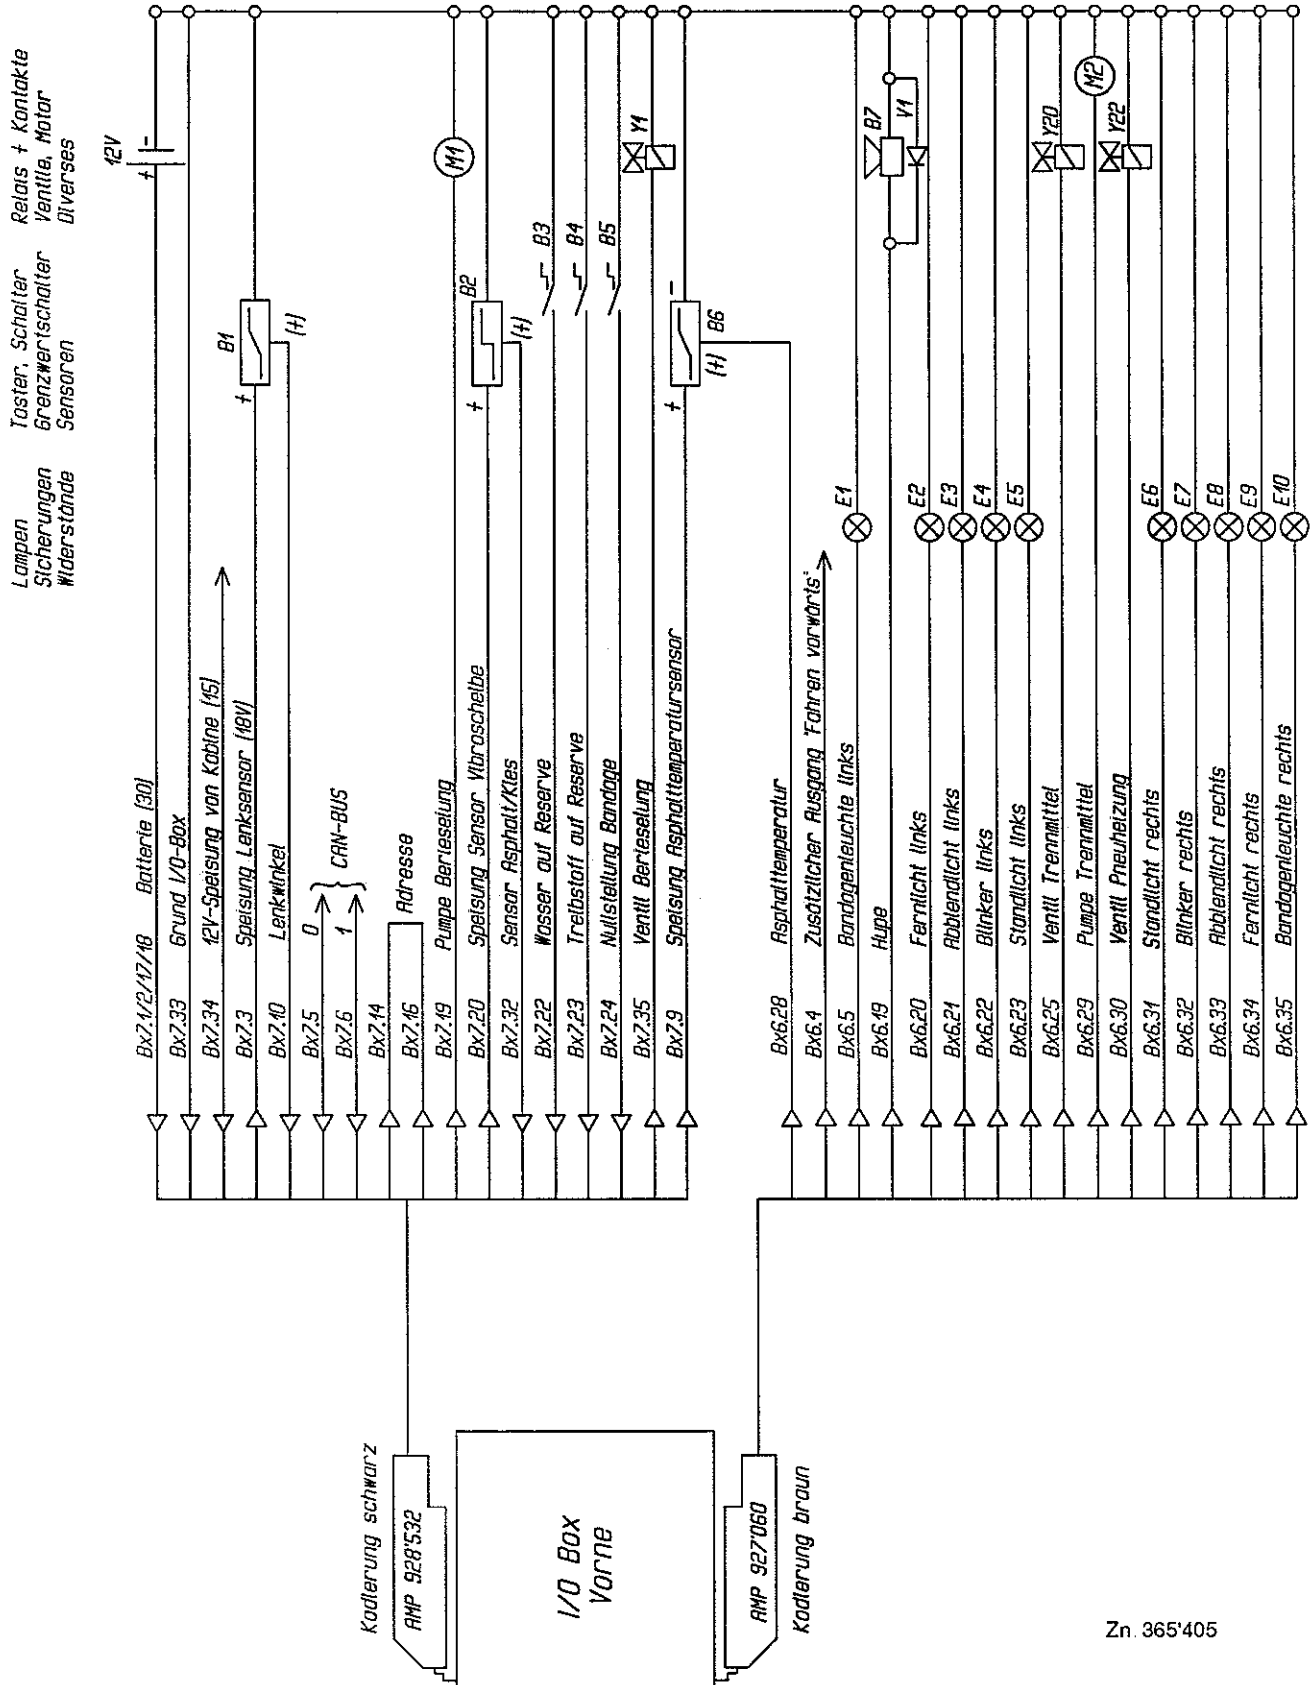 Lampen
Sicherungen
Widerstände
Taster, Schalter
Grenzwertschalter
Sensoren
Relais + Kontakte
Ventile, Motor
Diverses
Bx7.1/2/17/18 Batterie (30) + 12V -
Bx7.33 Grund I/O-Box
Bx7.34 12V-Speisung von Kabine (15)
Bx7.3 Speisung Lenksensor (18V) + B1
Bx7.10 Lenkwinkel (+)
Bx7.5 0
Bx7.6 1
CAN-BUS
Bx7.14
Bx7.16
Adresse
Bx7.19 Pumpe Berieselung M1
Bx7.20 Speisung Sensor Vibroscheibe + B2
Bx7.32 Sensor Asphalt/Kies (+)
Bx7.22 Wasser auf Reserve B3
Bx7.23 Treibstoff auf Reserve B4
Bx7.24 Nullstellung Bandage B5
Bx7.35 Ventil Berieselung Y1
Bx7.9 Speisung Asphalttemperatursensor + -
(+) B6
Bx6.28 Asphalttemperatur
Bx6.4 Zusätzlicher Ausgang "Fahren vorwärts"
Bx6.5 Bandagenleuchte links E1
Bx6.19 Hupe B7
V1
Bx6.20 Fernlicht links E2
Bx6.21 Abblendlicht links E3
Bx6.22 Blinker links E4
Bx6.23 Standlicht links E5
Bx6.25 Ventil Trennmittel Y20
Bx6.29 Pumpe Trennmittel M2
Bx6.30 Ventil Pneuheizung Y22
Bx6.31 Standlicht rechts E6
Bx6.32 Blinker rechts E7
Bx6.33 Abblendlicht rechts E8
Bx6.34 Fernlicht rechts E9
Bx6.35 Bandagenleuchte rechts E10
Kodierung schwarz
AMP 928'532
I/O Box
Vorne
AMP 927'060
Kodierung braun
Zn. 365'405